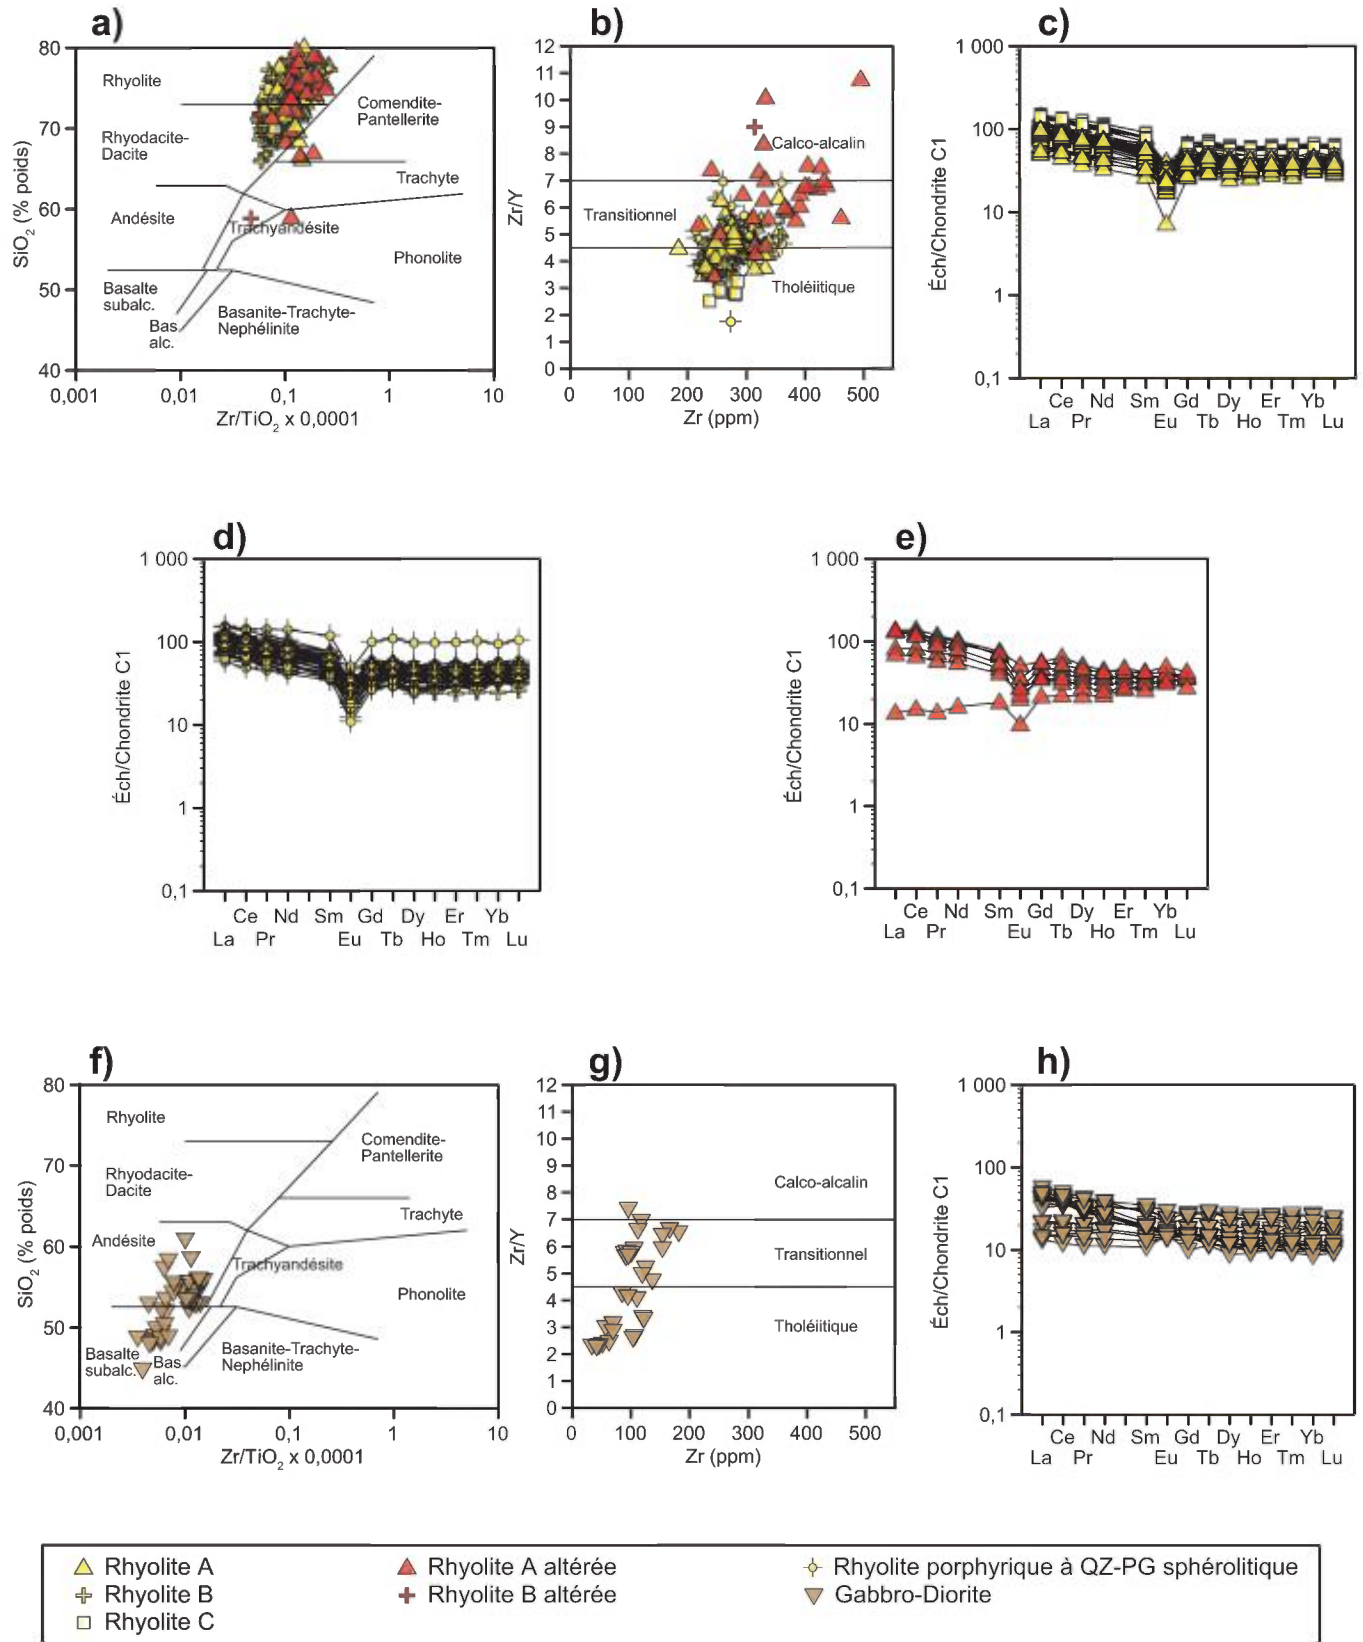 a)
80
70
60
50
40
SiO2 (% poids)
Rhyolite
Comendite-
Pantellerite
Rhyodacite-
Dacite
Trachyte
Andésite
Trachyandésite
Phonolite
Basalte
subalc.
Bas
alc.
Basanite-Trachyte-
Nephélinite
0,001 0,01 0,1 1 10
Zr/TiO2 x 0,0001
b)
12
11
10
9
8
7
6
5
4
3
2
1
0
Zr/Y
Calco-alcalin
Transitionnel
Tholéiitique
0 100 200 300 400 500
Zr (ppm)
c)
1 000
100
10
1
0,1
Éch/Chondrite C1
Ce Nd Sm Gd Dy Er Yb
La Pr Eu Tb Ho Tm Lu
d)
1 000
100
10
1
0,1
Éch/Chondrite C1
Ce Nd Sm Gd Dy Er Yb
La Pr Eu Tb Ho Tm Lu
e)
1 000
100
10
1
0,1
Éch/Chondrite C1
Ce Nd Sm Gd Dy Er Yb
La Pr Eu Tb Ho Tm Lu
f)
80
70
60
50
40
SiO2 (% poids)
Rhyolite
Comendite-
Pantellerite
Rhyodacite-
Dacite
Trachyte
Andésite
Trachyandésite
Phonolite
Basalte
subalc.
Bas
alc.
Basanite-Trachyte-
Nephélinite
0,001 0,01 0,1 1 10
Zr/TiO2 x 0,0001
g)
12
11
10
9
8
7
6
5
4
3
2
1
0
Zr/Y
Calco-alcalin
Transitionnel
Tholéiitique
0 100 200 300 400 500
Zr (ppm)
h)
1 000
100
10
1
0,1
Éch/Chondrite C1
Ce Nd Sm Gd Dy Er Yb
La Pr Eu Tb Ho Tm Lu
Rhyolite A
Rhyolite B
Rhyolite C
Rhyolite A altérée
Rhyolite B altérée
Rhyolite porphyrique à QZ-PG sphérolitique
Gabbro-Diorite